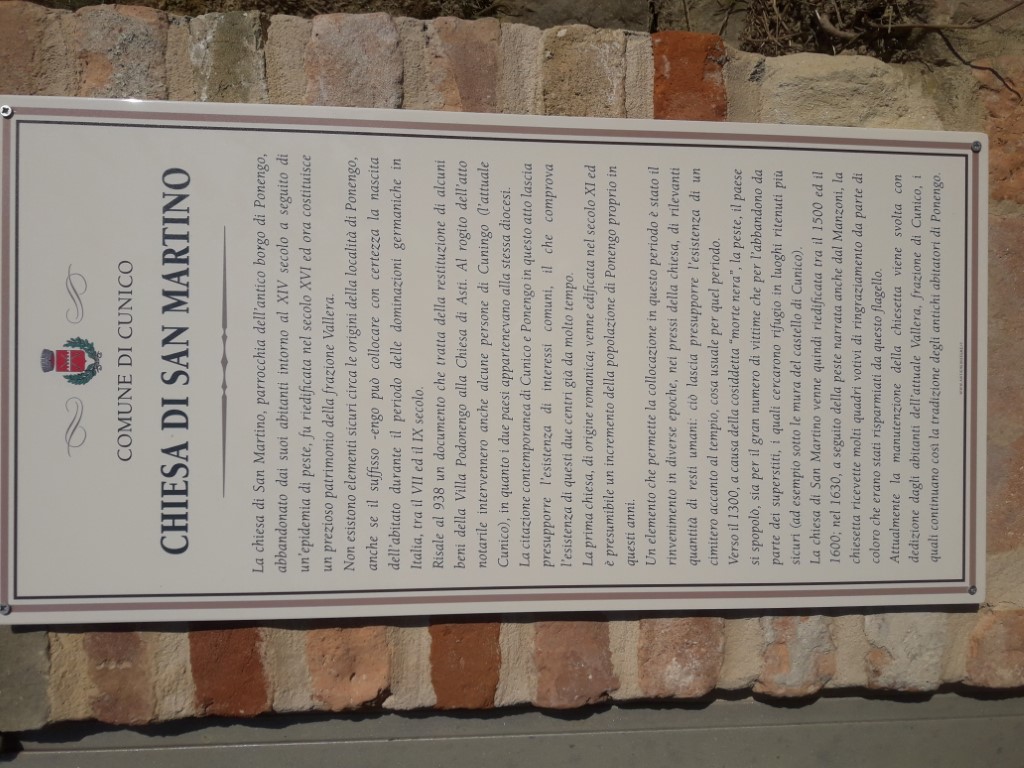 COMUNE DI CUNICO
CHIESA DI SAN MARTINO
La chiesa di San Martino, parrocchia dell'antico borgo di Ponengo,
abbandonato dai suoi abitanti intorno al XIV secolo a seguito di
un'epidemia di peste, fu riedificata nel secolo XVI ed ora costituisce
un prezioso patrimonio della frazione Vallera.
Non esistono elementi sicuri circa le origini della località di Ponengo,
anche se il suffisso -engo può collocare con certezza la nascita
dell'abitato durante il periodo delle dominazioni germaniche in
Italia, tra il VII ed il IX secolo.
Risale al 938 un documento che tratta della restituzione di alcuni
beni della Villa Podonengo alla Chiesa di Asti. Al rogito dell'atto
notarile intervennero anche alcune persone di Cuningo (l'attuale
Cunico), in quanto i due paesi appartenevano alla stessa diocesi.
La citazione contemporanea di Cunico e Ponengo in questo atto lascia
presupporre l'esistenza di interessi comuni, il che comprova
l'esistenza di questi due centri già da molto tempo.
La prima chiesa, di origine romanica; venne edificata nel secolo XI ed
è presumibile un incremento della popolazione di Ponengo proprio in
questi anni.
Un elemento che permette la collocazione in questo periodo è stato il
rinvenimento in diverse epoche, nei pressi della chiesa, di rilevanti
quantità di resti umani: ciò lascia presupporre l'esistenza di un
cimitero accanto al tempio, cosa usuale per quel periodo.
Verso il 1300, a causa della cosiddetta "morte nera", la peste, il paese
si spopolò, sia per il gran numero di vittime che per l'abbandono da
parte dei superstiti, i quali cercarono rifugio in luoghi ritenuti più
sicuri (ad esempio sotto le mura del castello di Cunico).
La chiesa di San Martino venne quindi riedificata tra il 1500 ed il
1600; nel 1630, a seguito della peste narrata anche dal Manzoni, la
chiesetta ricevette molti quadri votivi di ringraziamento da parte di
coloro che erano stati risparmiati da questo flagello.
Attualmente la manutenzione della chiesetta viene svolta con
dedizione dagli abitanti dell'attuale Vallera, frazione di Cunico, i
quali continuano così la tradizione degli antichi abitatori di Ponengo.